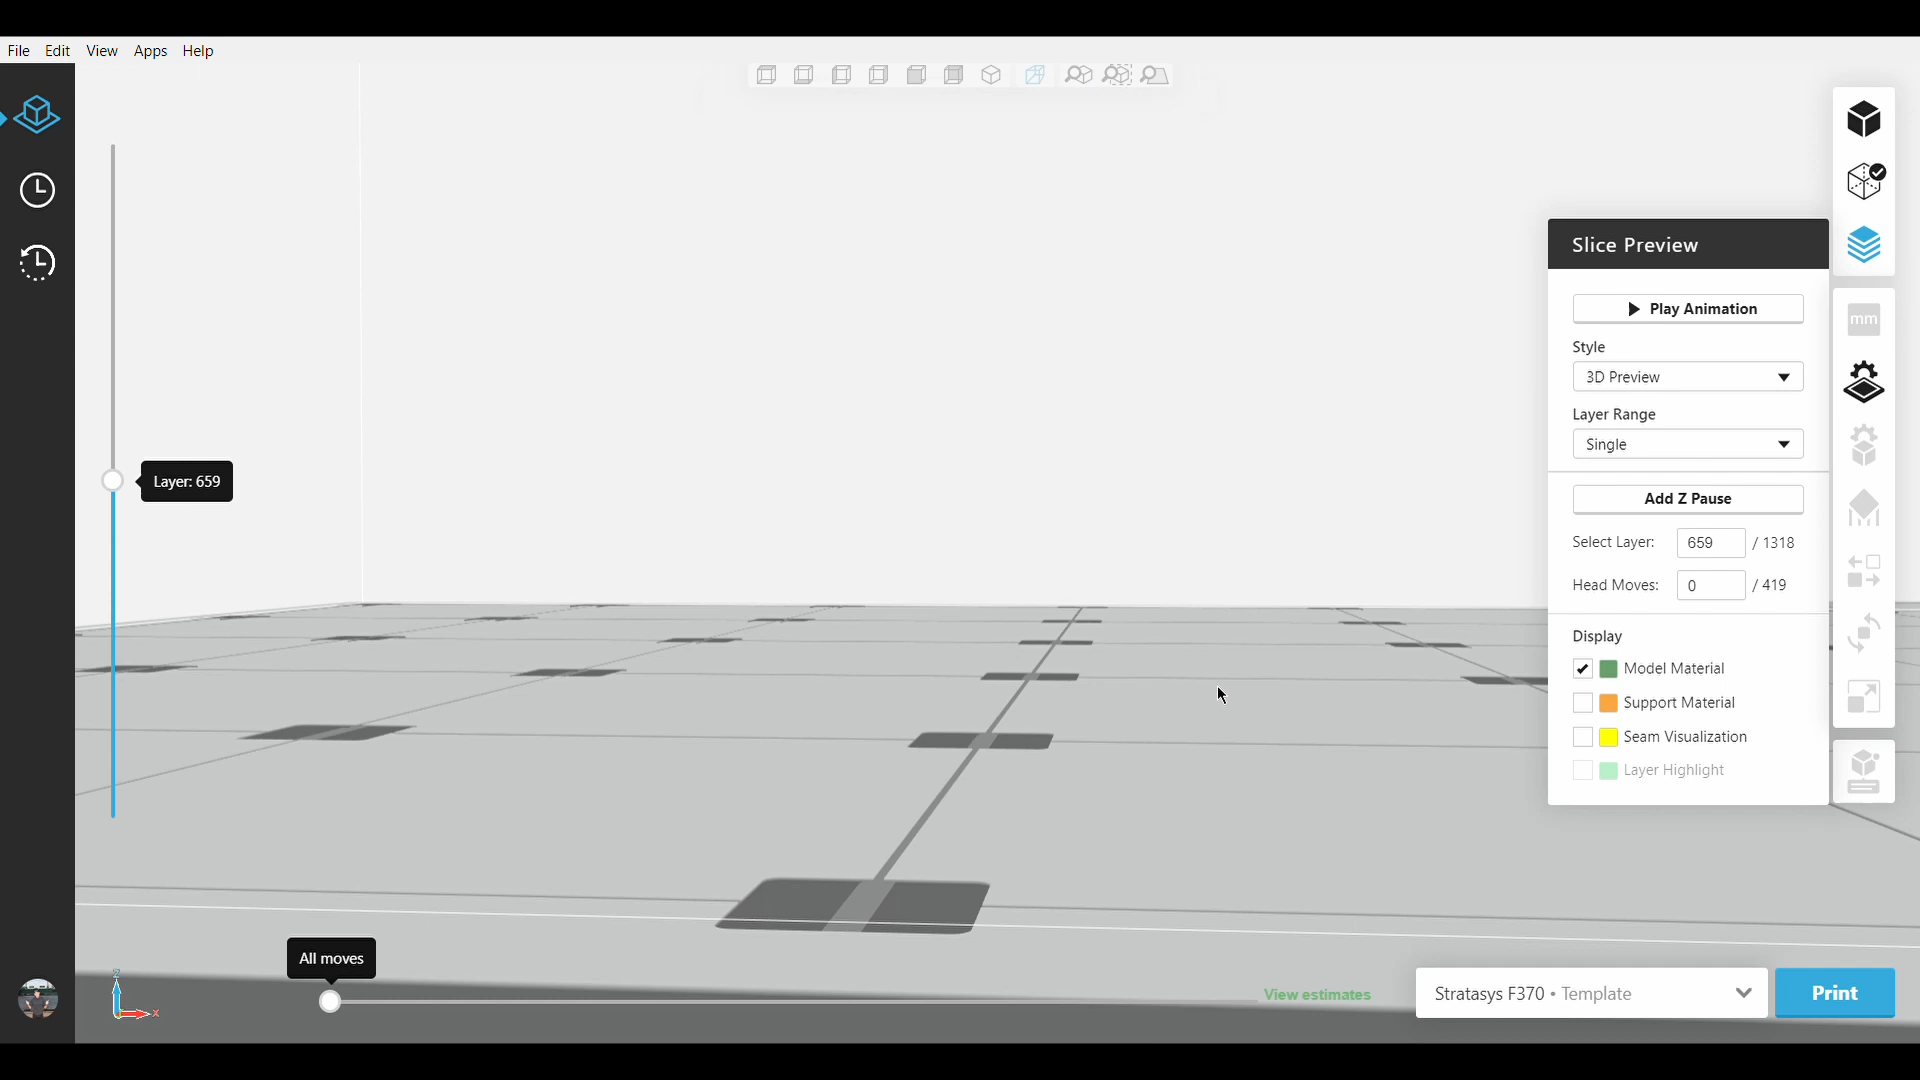 File Edit View Apps Help
Slice Preview
Play Animation
Style
3D Preview
Layer Range
Single
Layer: 659
Add Z Pause
Select Layer: 659 / 1318
Head Moves: 0 / 419
Display
Model Material
Support Material
Seam Visualization
Layer Highlight
mm
All moves
View estimates
Stratasys F370 • Template
Print
Z
X